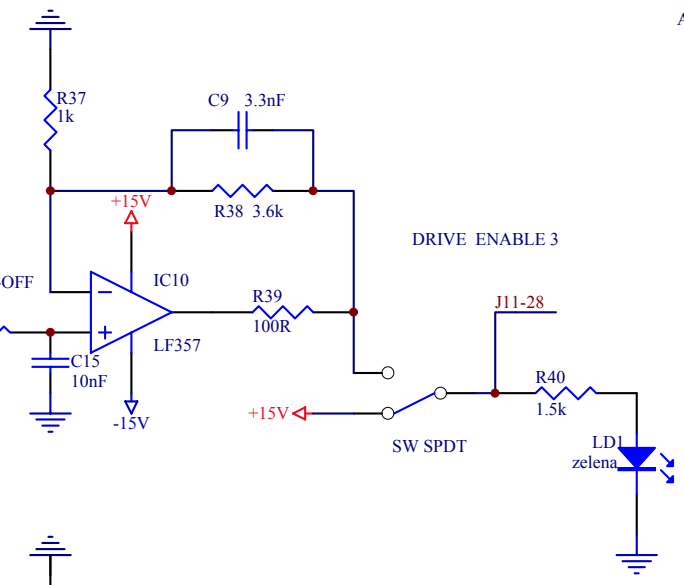 A
R37
1k
C9 3.3nF
R38 3.6k
+15V
DRIVE ENABLE 3
-OFF
IC10
R39
100R
LF357
J11-28
C15
10nF
-15V
+15V
R40
1.5k
SW SPDT
LD1
zelena